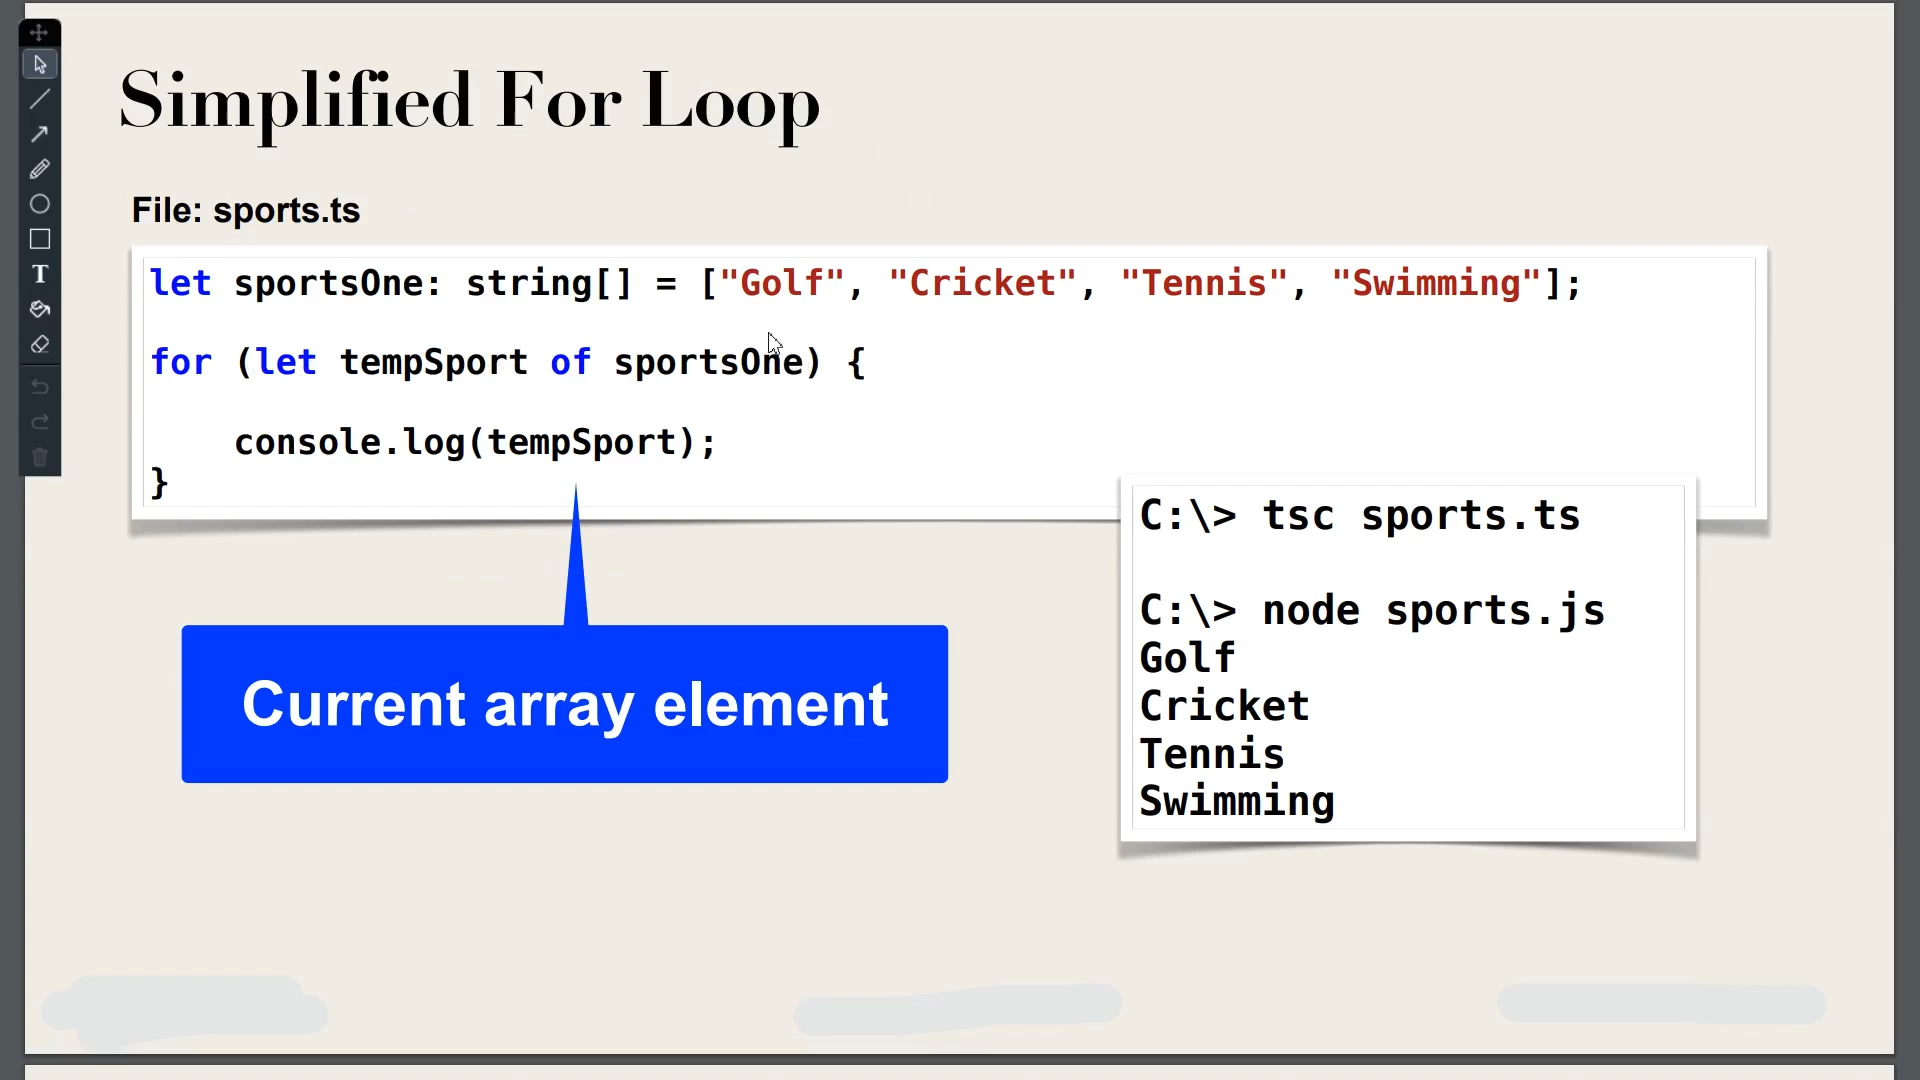 Simplified For Loop
File: sports.ts
let sportsOne: string[] = ["Golf", "Cricket", "Tennis", "Swimming"];
for (let tempSport of sportsOne) {
console.log(tempSport);
}
Current array element
C:\> tsc sports.ts
C:\> node sports.js
Golf
Cricket
Tennis
Swimming
T